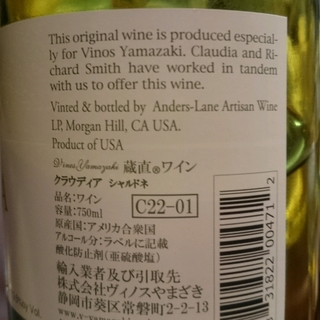 This original wine is produced especial-
ly for Vinos Yamazaki. Claudia and Ri-
chard Smith have worked in tandem
with us to offer this wine.
Vinted & bottled by Anders-Lane Artisan Wine
LP, Morgan Hill, CA USA.
Product of USA
Vinos Yamazaki 蔵直®ワイン
クラウディア シャルドネ
品名:ワイン
容量:750ml
C22-01
原産国:アメリカ合衆国
アルコール分:ラベルに記載
酸化防止剤(亜硫酸塩)
輸入業者及び引取先
株式会社ヴィノスやまざき
静岡市葵区常磐町2-2-13
31822 00471 2